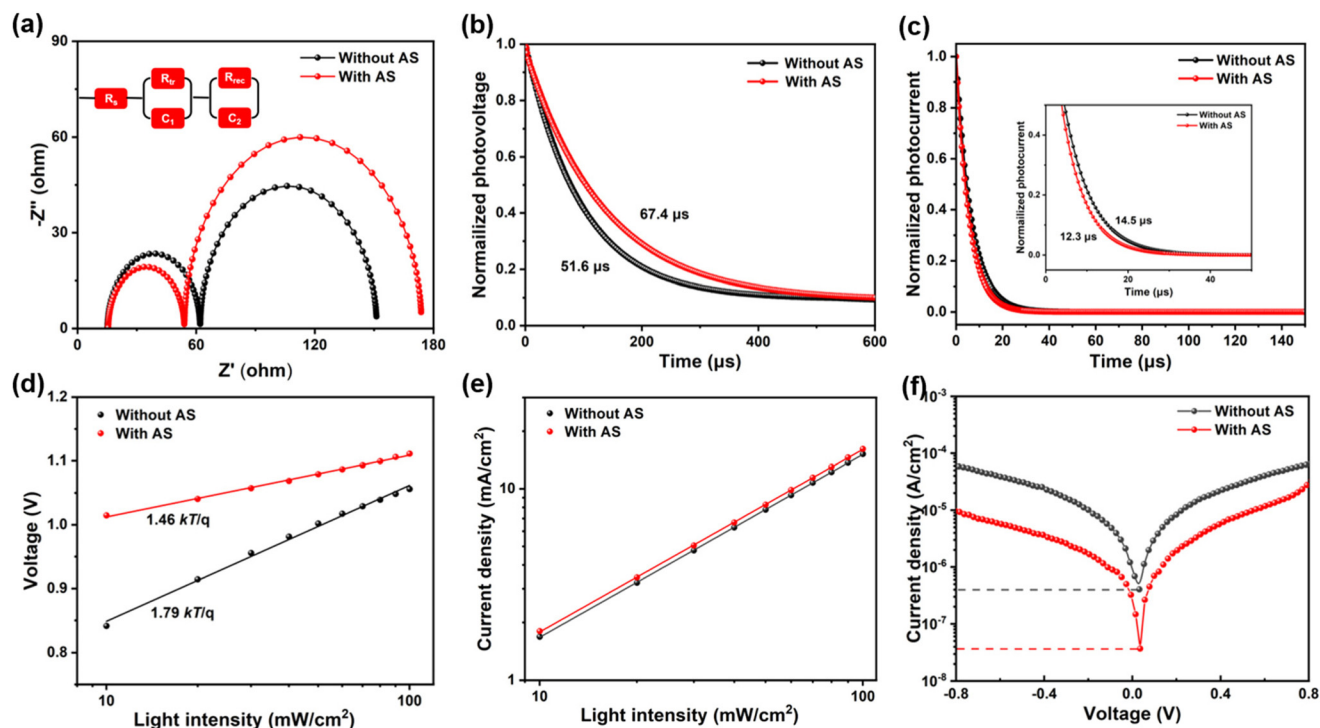 (a)
90
60
30
0
-Z'' (ohm)
0 60 120 180
Z' (ohm)
Without AS
With AS
Rs
Rtr
C1
Rrec
C2
(b)
1.0
0.8
0.6
0.4
0.2
0.0
Normailized photovoltage
0 200 400 600
Time (μs)
Without AS
With AS
67.4 μs
51.6 μs
(c)
1.0
0.8
0.6
0.4
0.2
0.0
Normailized photocurrent
0 20 40 60 80 100 120 140
Time (μs)
Without AS
With AS
0.4
0.2
0.0
Normailized photocurrent
0 20 40
Time (μs)
Without AS
With AS
14.5 μs
12.3 μs
(d)
1.2
1.1
1.0
0.9
0.8
Voltage (V)
10 100
Light intensity (mW/cm²)
Without AS
With AS
1.46 kT/q
1.79 kT/q
(e)
10
1
Current density (mA/cm²)
10 100
Light intensity (mW/cm²)
Without AS
With AS
(f)
10⁻³
10⁻⁴
10⁻⁵
10⁻⁶
10⁻⁷
10⁻⁸
Current density (A/cm²)
-0.8 -0.4 0.0 0.4 0.8
Voltage (V)
Without AS
With AS